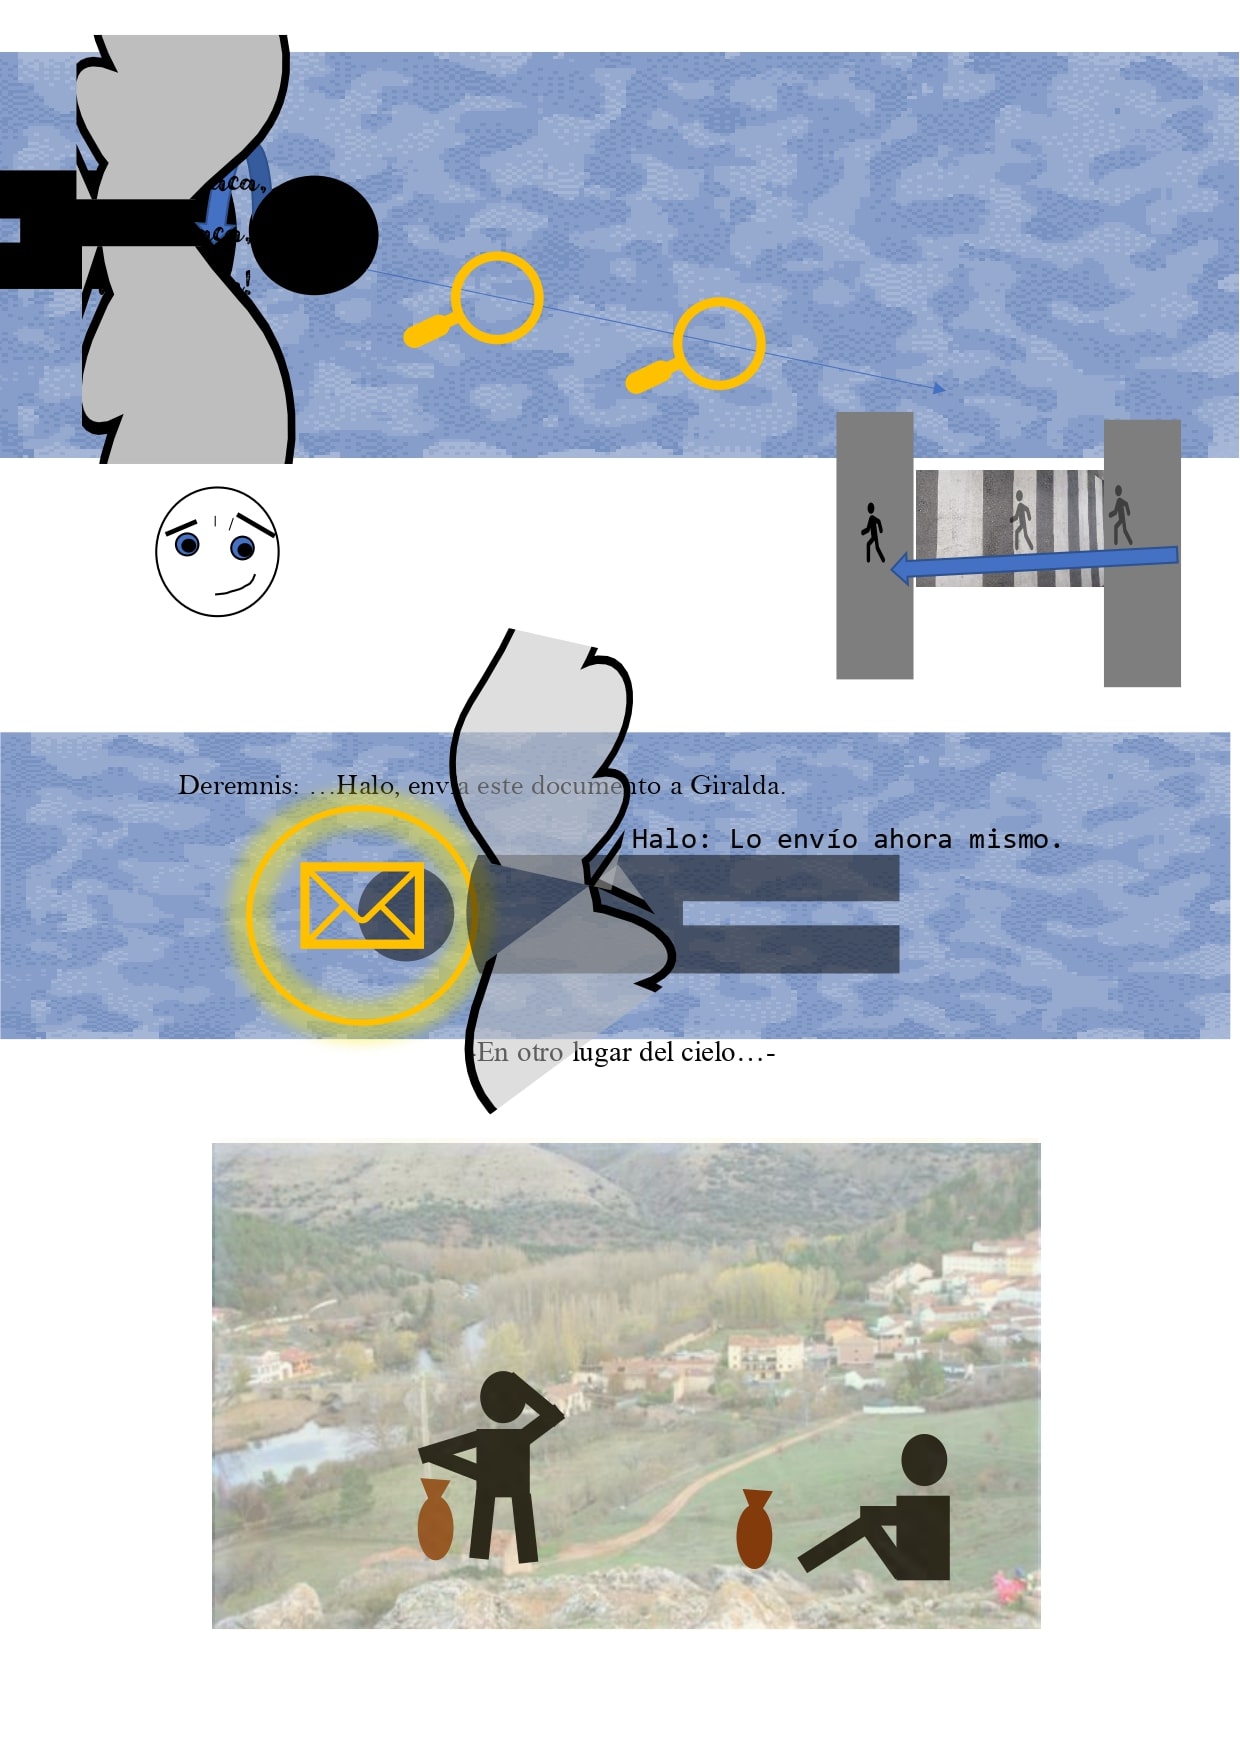 Deremnis: …Halo, envía este documento a Giralda.
Halo: Lo envío ahora mismo.
-En otro lugar del cielo…-